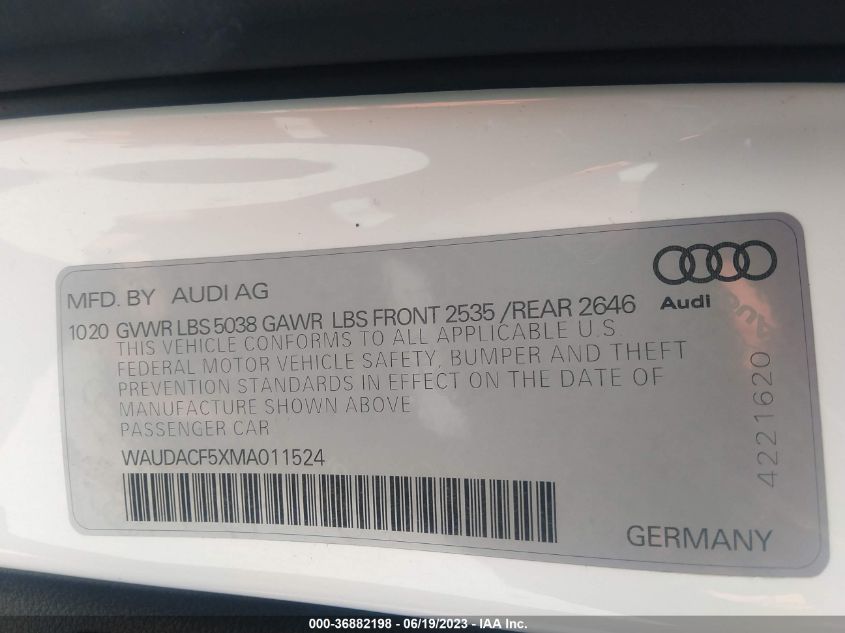 MFD. BY AUDI AG
Audi
1020 GVWR LBS 5038 GAWR LBS FRONT 2535 /REAR 2646
THIS VEHICLE CONFORMS TO ALL APPLICABLE U.S.
FEDERAL MOTOR VEHICLE SAFETY, BUMPER AND THEFT
PREVENTION STANDARDS IN EFFECT ON THE DATE OF
MANUFACTURE SHOWN ABOVE
PASSENGER CAR
WAUDACF5XMA011524
4221620
Audi
GERMANY
000-36882198 - 06/19/2023 - IAA Inc.